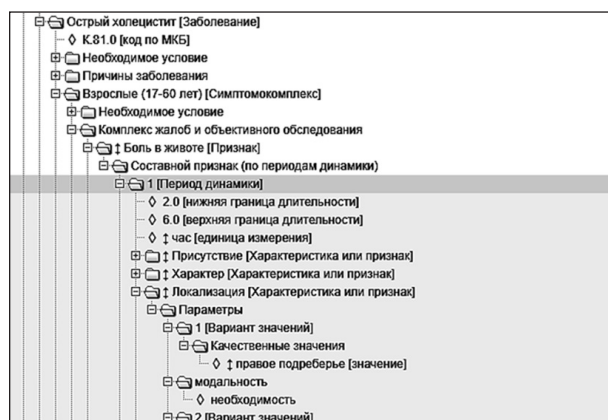 Острый холецистит [Заболевание]
K.81.0 [код по МКБ]
Необходимое условие
Причины заболевания
Взрослые (17-60 лет) [Симптомокомплекс]
Необходимое условие
Комплекс жалоб и объективного обследования
↕ Боль в животе [Признак]
Составной признак (по периодам динамики)
1 [Период динамики]
2.0 [нижняя граница длительности]
6.0 [верхняя граница длительности]
↕ час [единица измерения]
↕ Присутствие [Характеристика или признак]
↕ Характер [Характеристика или признак]
↕ Локализация [Характеристика или признак]
Параметры
1 [Вариант значений]
Качественные значения
↕ правое подреберье [значение]
модальность
необходимость
2 [Вариант значений]